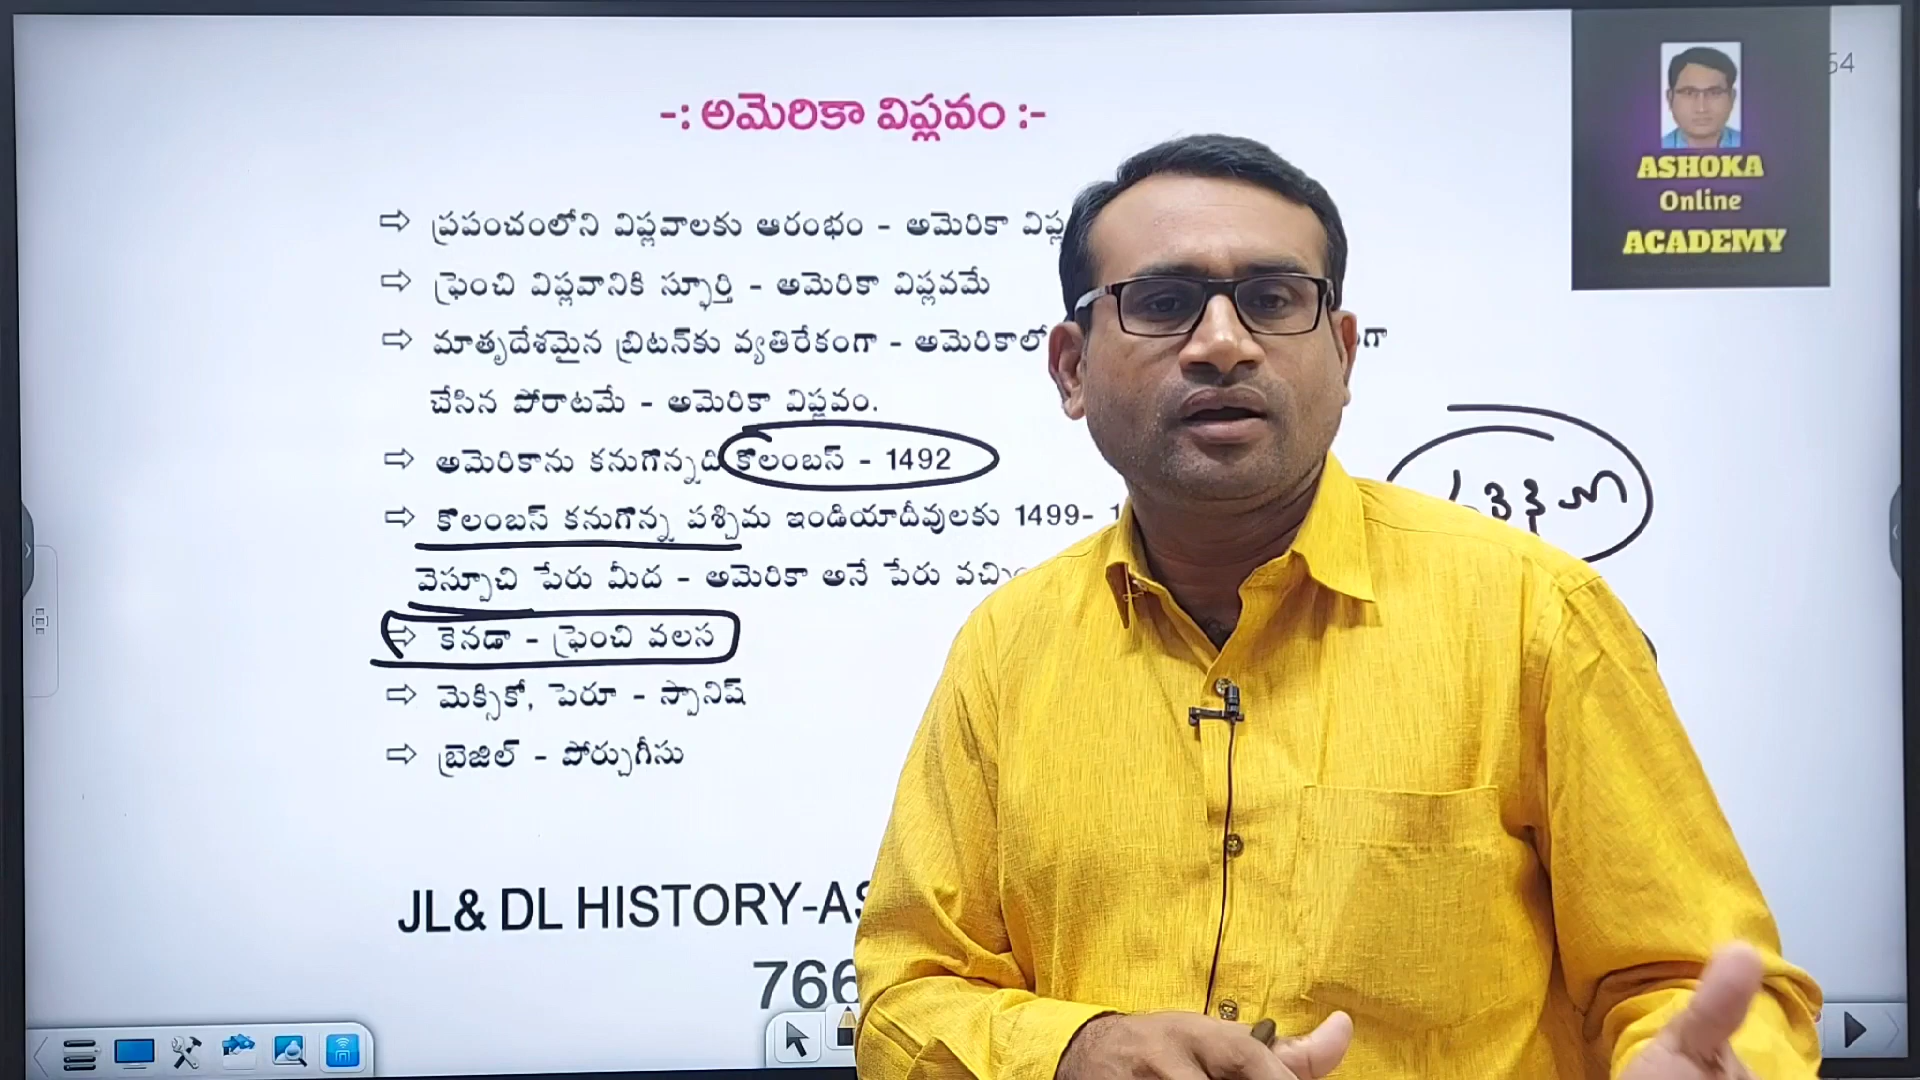 54
-: అమెరికా విప్లవం :-
ASHOKA
Online
ACADEMY
⇨ ప్రపంచంలోని విప్లవాలకు ఆరంభం - అమెరికా
⇨ ఫ్రెంచి విప్లవానికి స్ఫూర్తి - అమెరికా విప్లవమే
⇨ మాతృదేశమైన బ్రిటన్‌కు వ్యతిరేకంగా - అమెరికాలో
చేసిన పోరాటమే - అమెరికా విప్లవం.
⇨ అమెరికాను కనుగొన్నది కొలంబస్ - 1492
⇨ కొలంబస్ కనుగొన్న పశ్చిమ ఇండియాదీవులకు 1499-
వెస్పూచి పేరు మీద - అమెరికా అనే పేరు
⇨ కెనడా - ఫ్రెంచి వలస
⇨ మెక్సికో, పెరూ - స్పానిష్
⇨ బ్రెజిల్ - పోర్చుగీసు
JL& DL HISTORY-AS
766